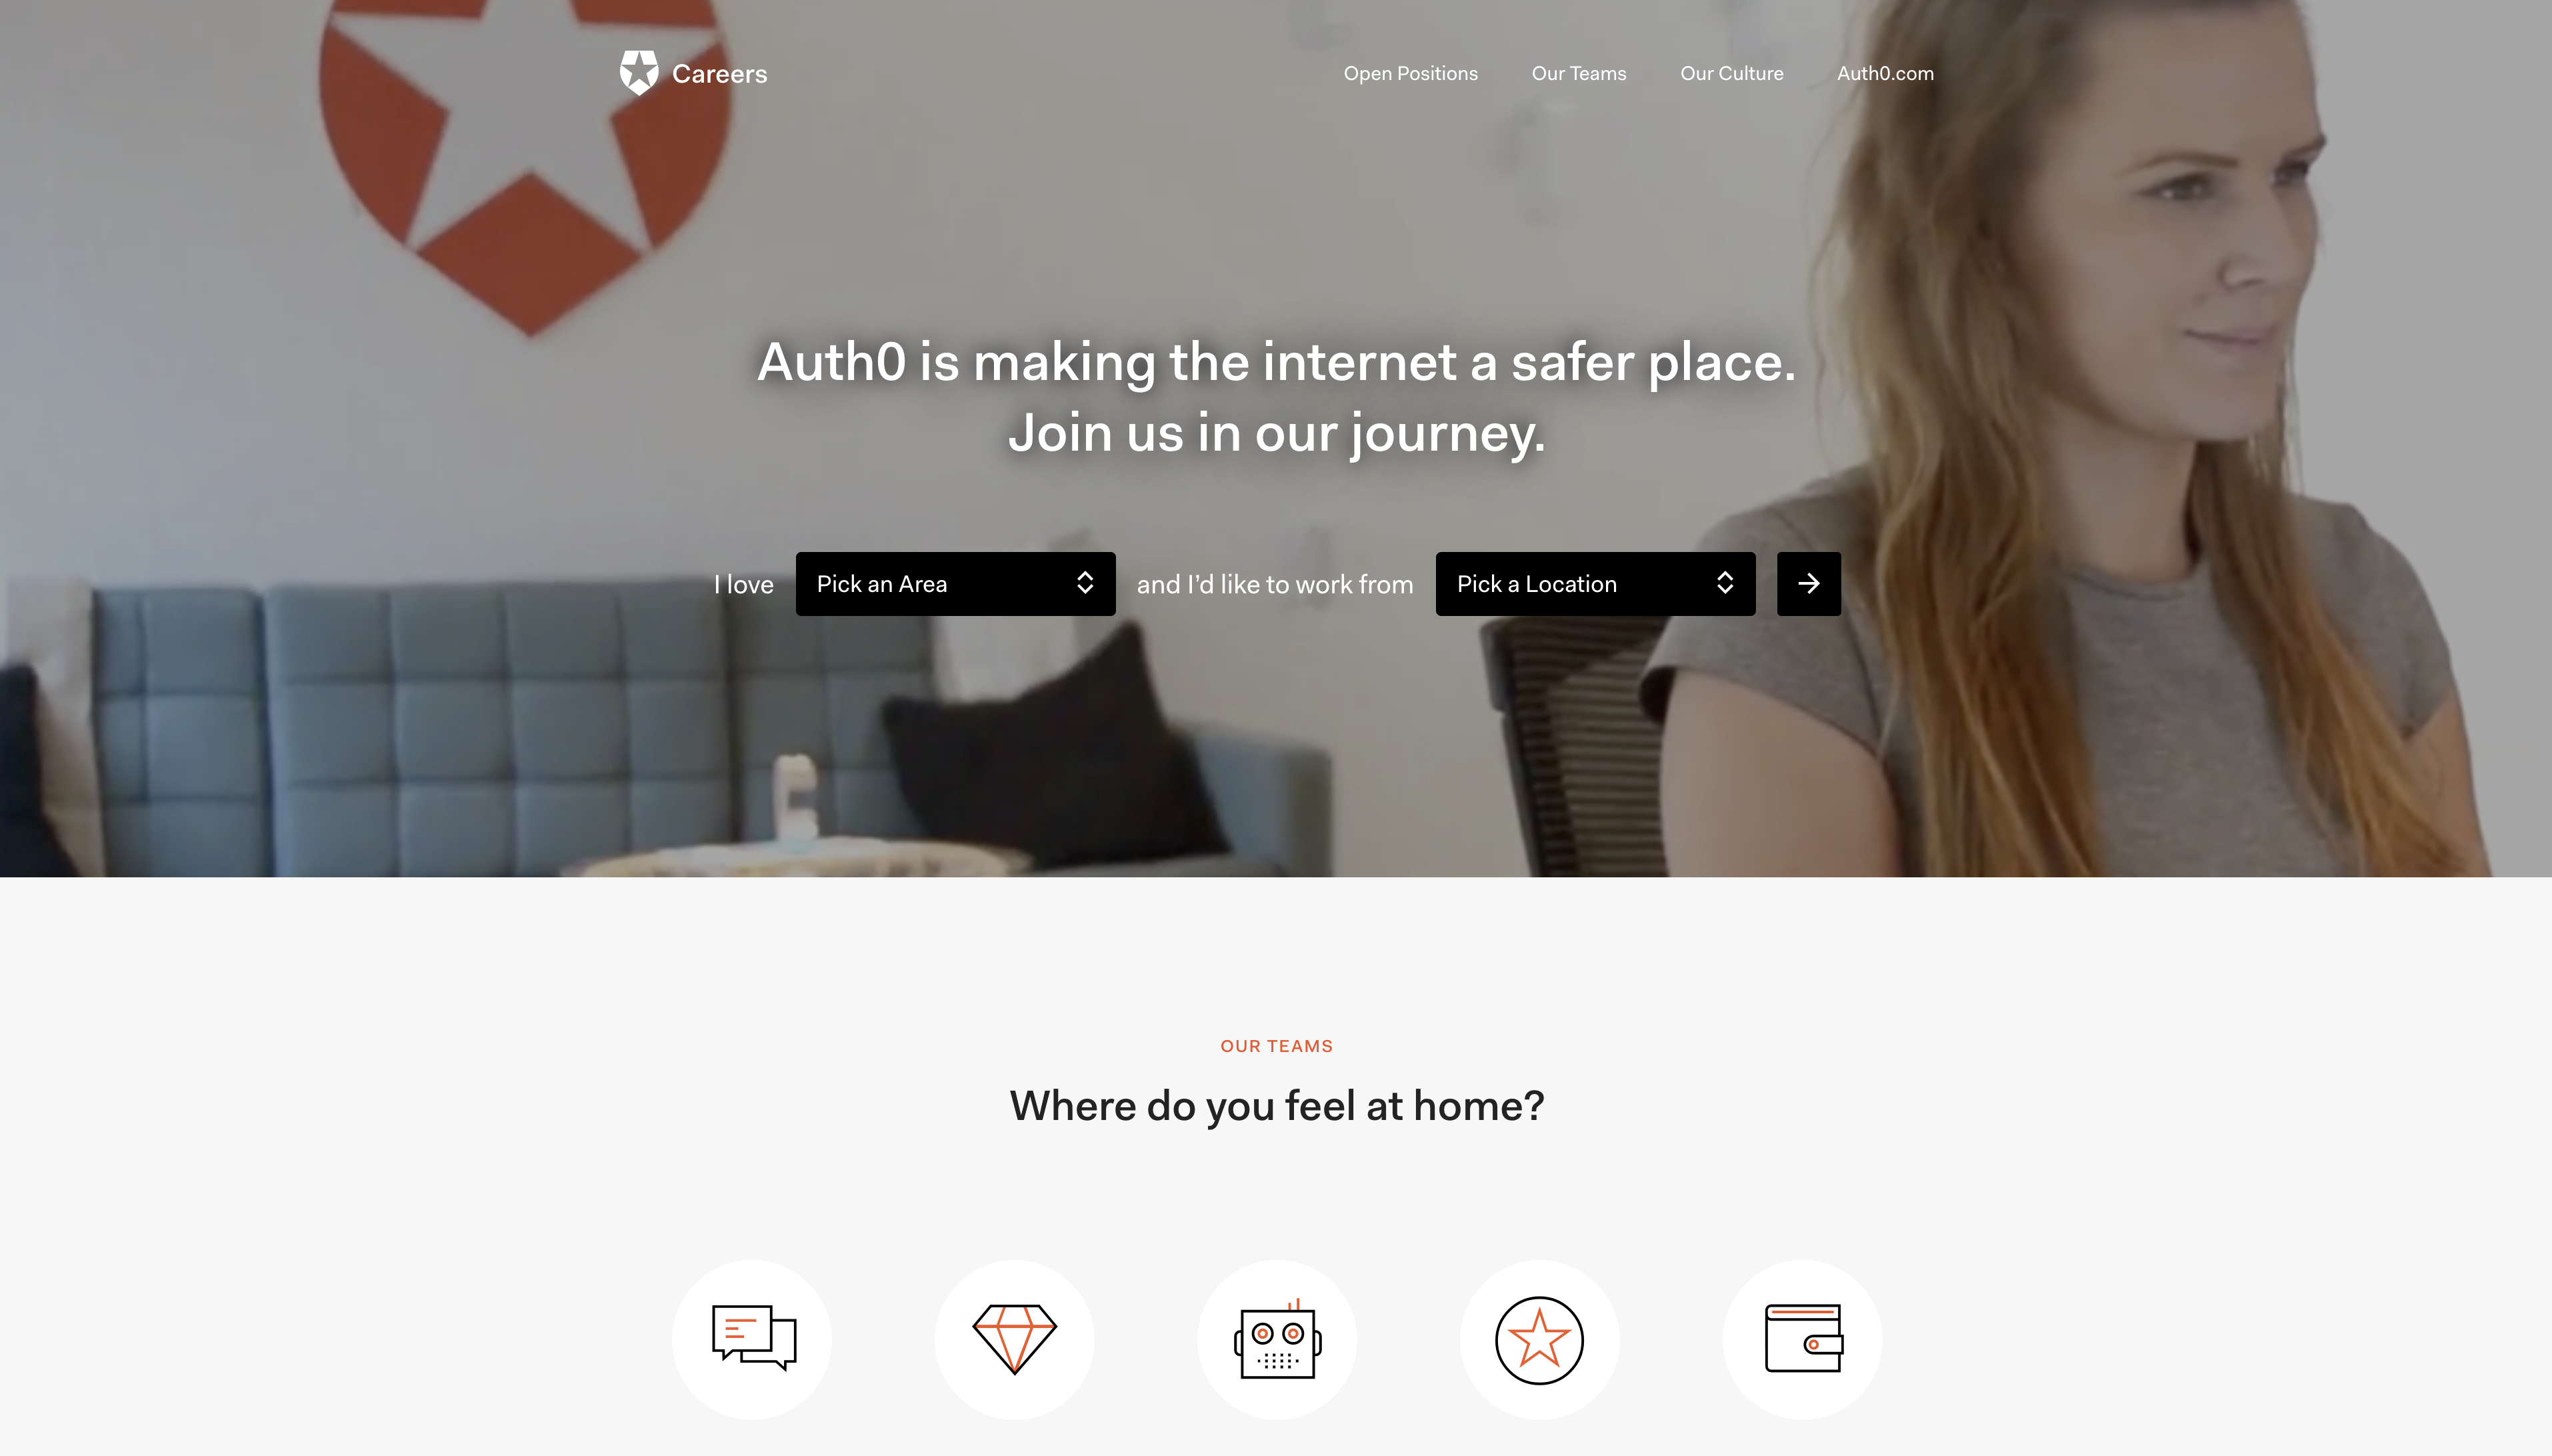 Careers
Open Positions
Our Teams
Our Culture
Auth0.com
Auth0 is making the internet a safer place.
Join us in our journey.
I love Pick an Area and I’d like to work from Pick a Location
OUR TEAMS
Where do you feel at home?